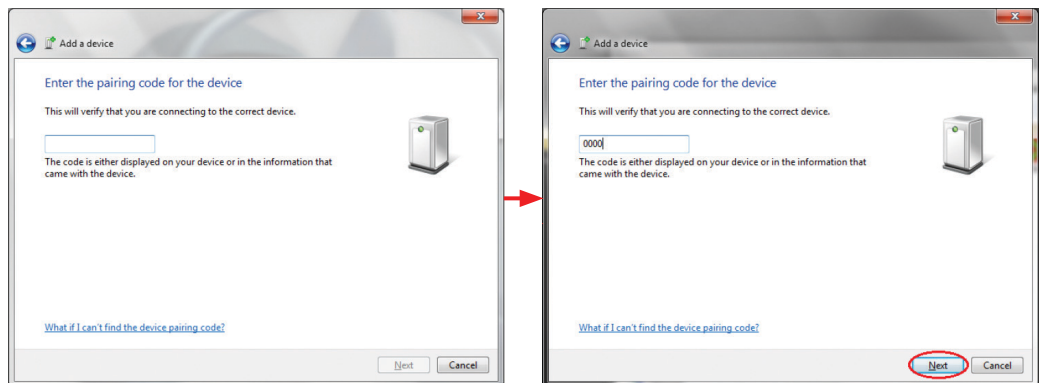 Add a device
Enter the pairing code for the device
This will verify that you are connecting to the correct device.
The code is either displayed on your device or in the information that
came with the device.
What if I can't find the device pairing code?
Next
Cancel
Add a device
Enter the pairing code for the device
This will verify that you are connecting to the correct device.
0000
The code is either displayed on your device or in the information that
came with the device.
What if I can't find the device pairing code?
Next
Cancel